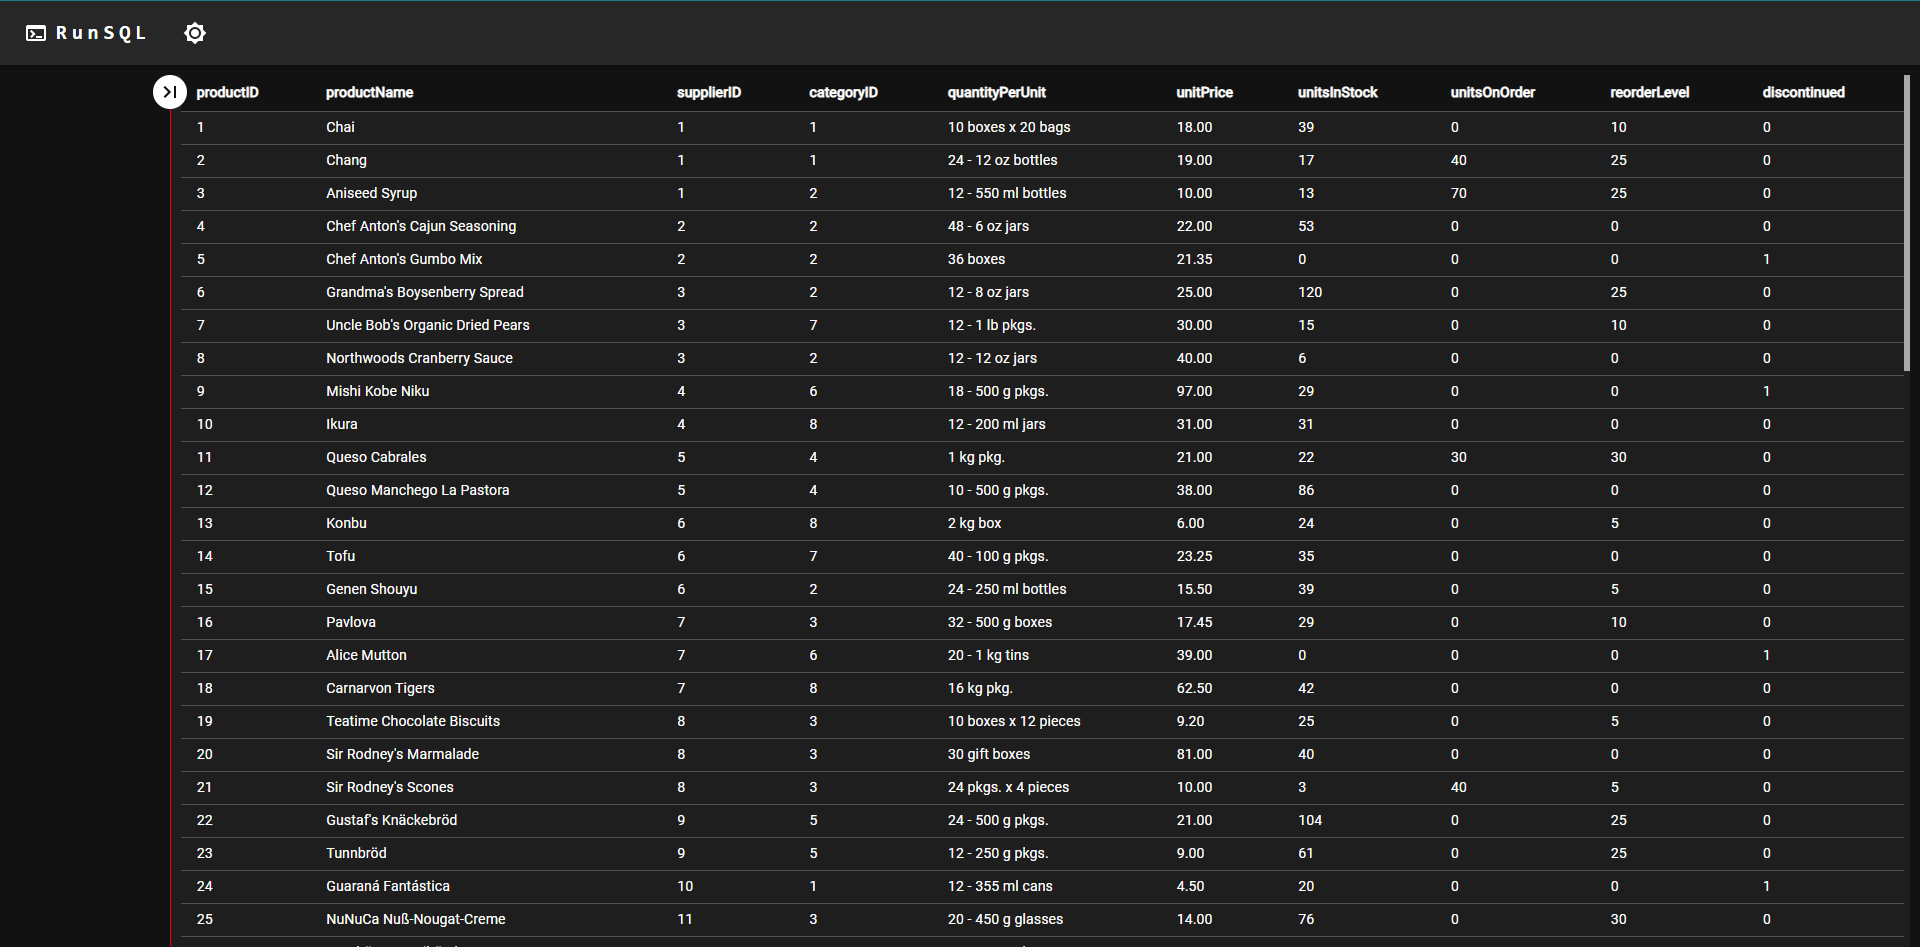 RunSQL
productID productName supplierID categoryID quantityPerUnit unitPrice unitsInStock unitsOnOrder reorderLevel discontinued
1 Chai 1 1 10 boxes x 20 bags 18.00 39 0 10 0
2 Chang 1 1 24 - 12 oz bottles 19.00 17 40 25 0
3 Aniseed Syrup 1 2 12 - 550 ml bottles 10.00 13 70 25 0
4 Chef Anton's Cajun Seasoning 2 2 48 - 6 oz jars 22.00 53 0 0 0
5 Chef Anton's Gumbo Mix 2 2 36 boxes 21.35 0 0 0 1
6 Grandma's Boysenberry Spread 3 2 12 - 8 oz jars 25.00 120 0 25 0
7 Uncle Bob's Organic Dried Pears 3 7 12 - 1 lb pkgs. 30.00 15 0 10 0
8 Northwoods Cranberry Sauce 3 2 12 - 12 oz jars 40.00 6 0 0 0
9 Mishi Kobe Niku 4 6 18 - 500 g pkgs. 97.00 29 0 0 1
10 Ikura 4 8 12 - 200 ml jars 31.00 31 0 0 0
11 Queso Cabrales 5 4 1 kg pkg. 21.00 22 30 30 0
12 Queso Manchego La Pastora 5 4 10 - 500 g pkgs. 38.00 86 0 0 0
13 Konbu 6 8 2 kg box 6.00 24 0 5 0
14 Tofu 6 7 40 - 100 g pkgs. 23.25 35 0 0 0
15 Genen Shouyu 6 2 24 - 250 ml bottles 15.50 39 0 5 0
16 Pavlova 7 3 32 - 500 g boxes 17.45 29 0 10 0
17 Alice Mutton 7 6 20 - 1 kg tins 39.00 0 0 0 1
18 Carnarvon Tigers 7 8 16 kg pkg. 62.50 42 0 0 0
19 Teatime Chocolate Biscuits 8 3 10 boxes x 12 pieces 9.20 25 0 5 0
20 Sir Rodney's Marmalade 8 3 30 gift boxes 81.00 40 0 0 0
21 Sir Rodney's Scones 8 3 24 pkgs. x 4 pieces 10.00 3 40 5 0
22 Gustaf's Knäckebröd 9 5 24 - 500 g pkgs. 21.00 104 0 25 0
23 Tunnbröd 9 5 12 - 250 g pkgs. 9.00 61 0 25 0
24 Guaraná Fantástica 10 1 12 - 355 ml cans 4.50 20 0 0 1
25 NuNuCa Nuß-Nougat-Creme 11 3 20 - 450 g glasses 14.00 76 0 30 0